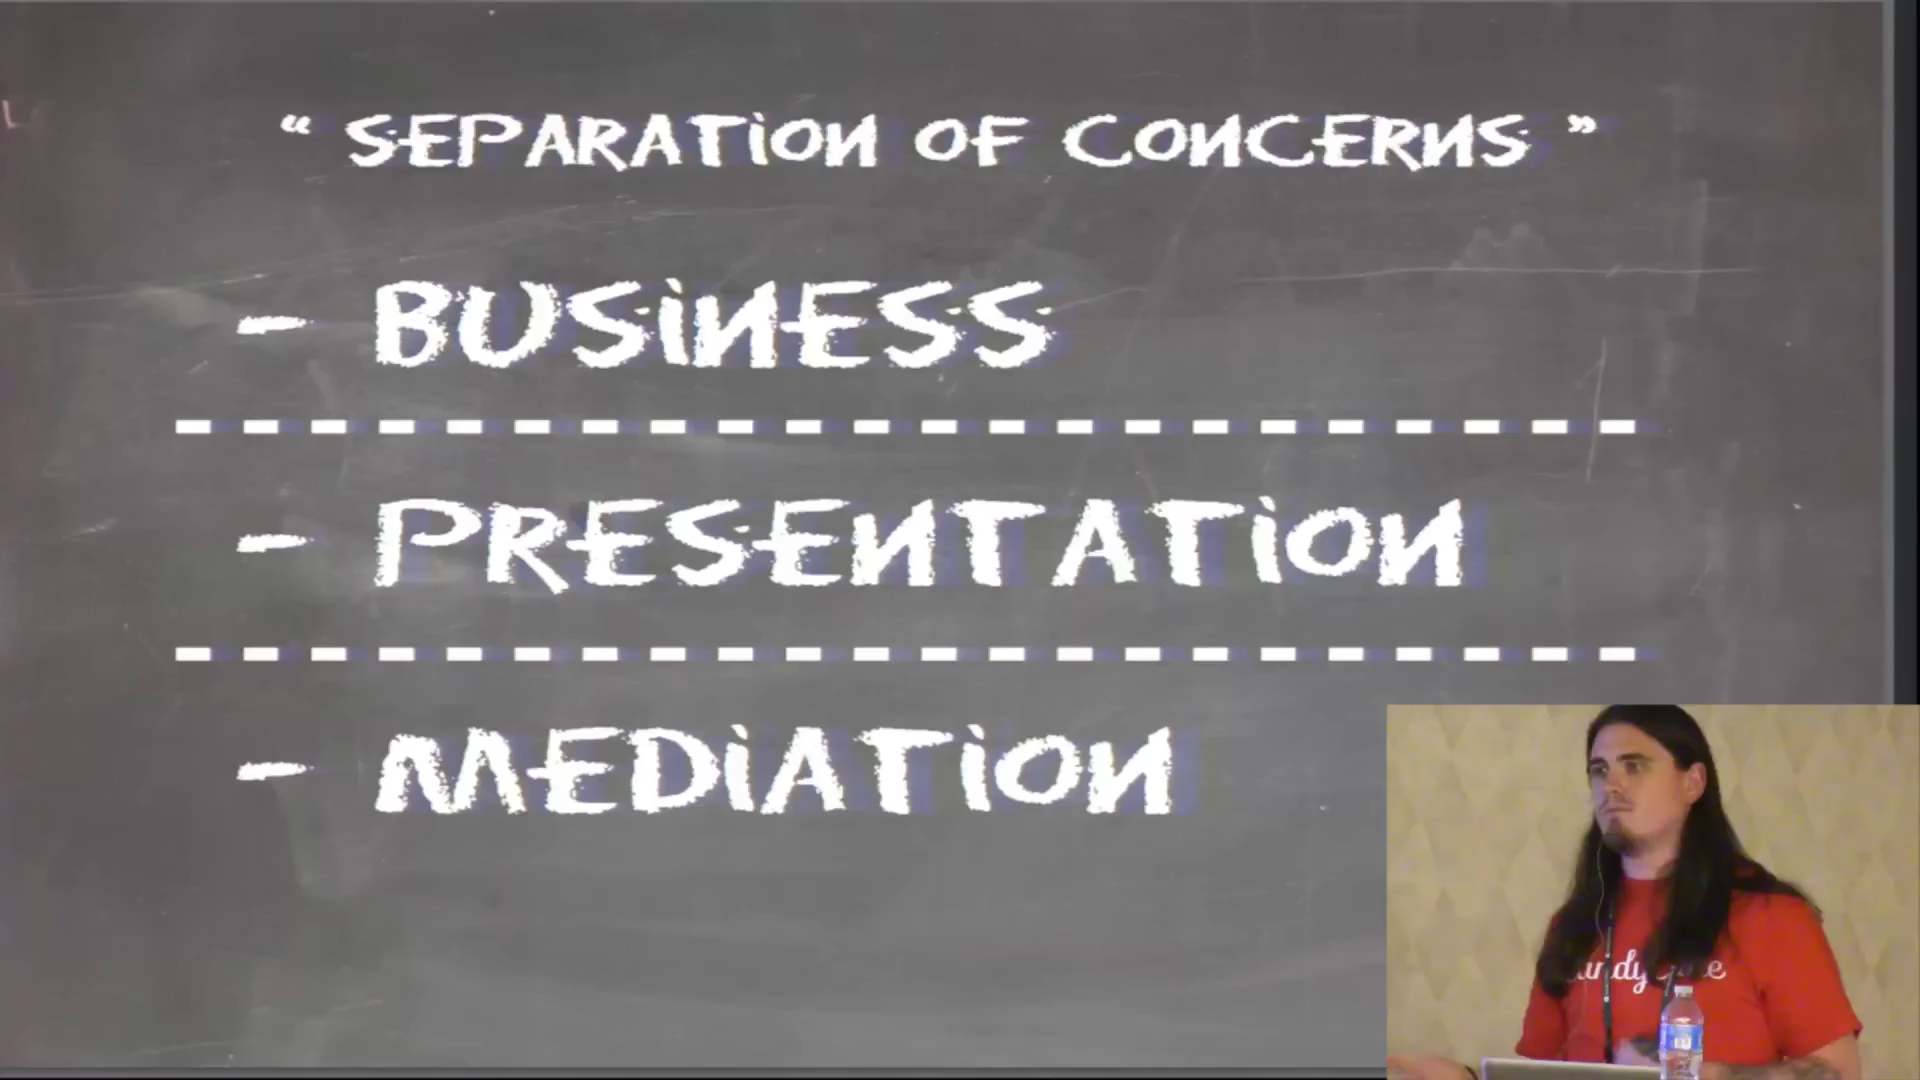 “ SEPARATION OF CONCERNS ”
- BUSINESS
- PRESENTATION
- MEDIATION